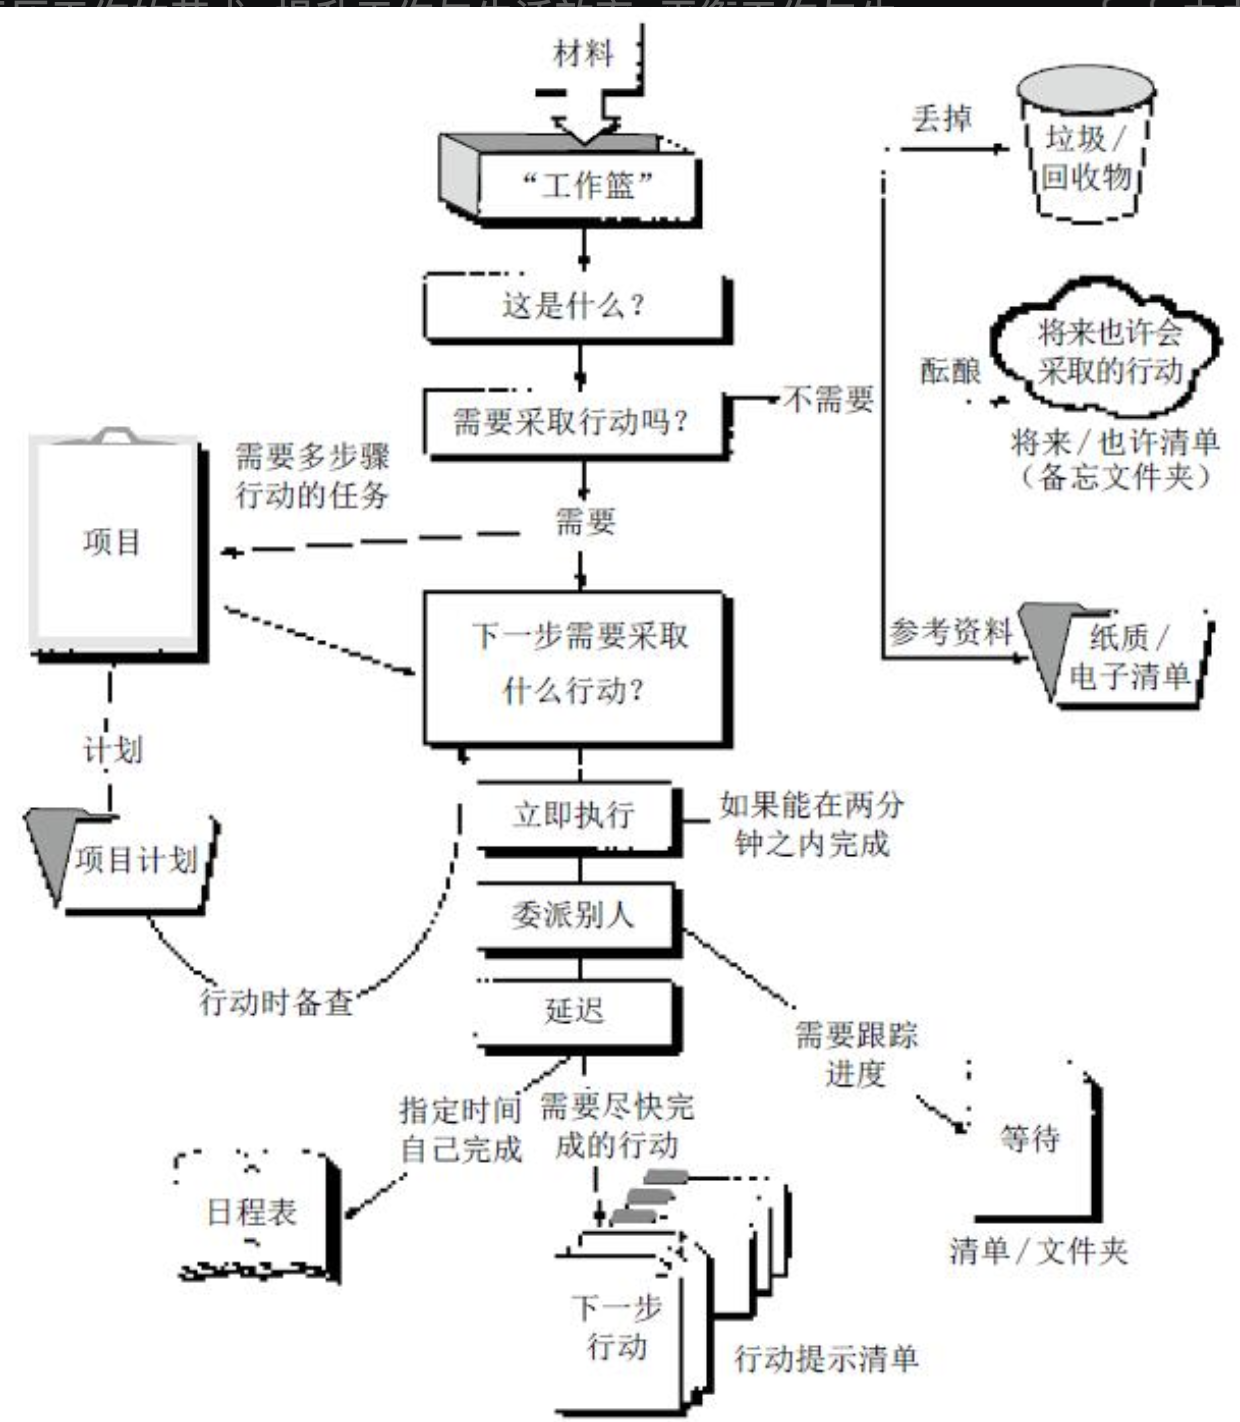 材料
“工作篮”
这是什么？
需要采取行动吗？
不需要
丢掉
垃圾/
回收物
酝酿
将来也许会
采取的行动
将来/也许清单
（备忘文件夹）
参考资料
纸质/
电子清单
需要
需要多步骤
行动的任务
项目
计划
项目计划
行动时备查
下一步需要采取
什么行动？
立即执行
如果能在两分
钟之内完成
委派别人
需要跟踪
进度
等待
清单/文件夹
延迟
指定时间
自己完成
日程表
需要尽快完
成的行动
下一步
行动
行动提示清单